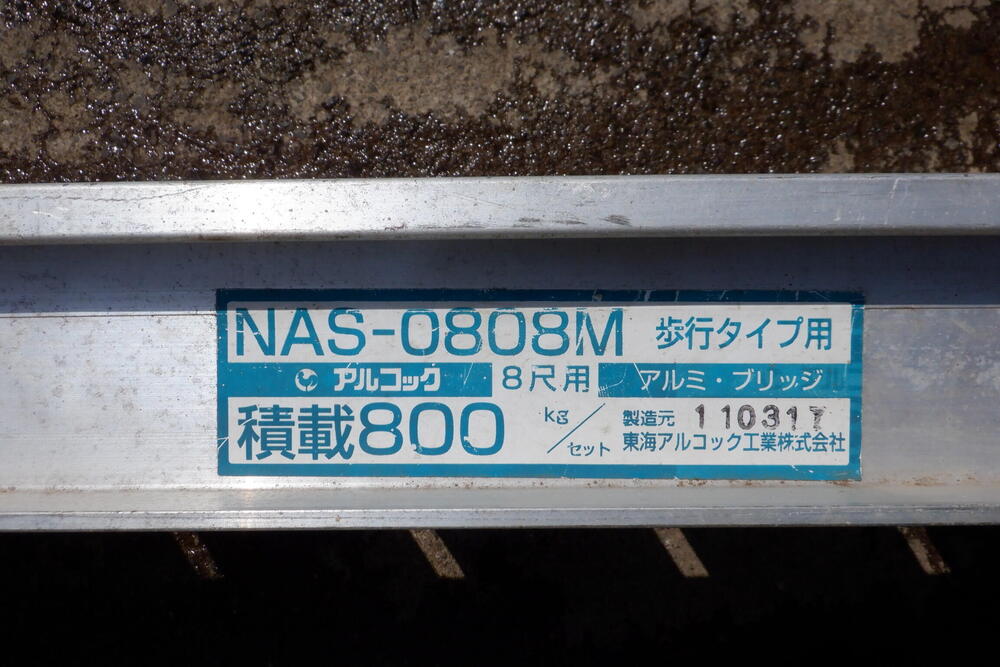 NAS-0808M 歩行タイプ用
アルコック 8尺用 アルミ・ブリッジ
積載800 kg/セット 製造元 110317
東海アルコック工業株式会社